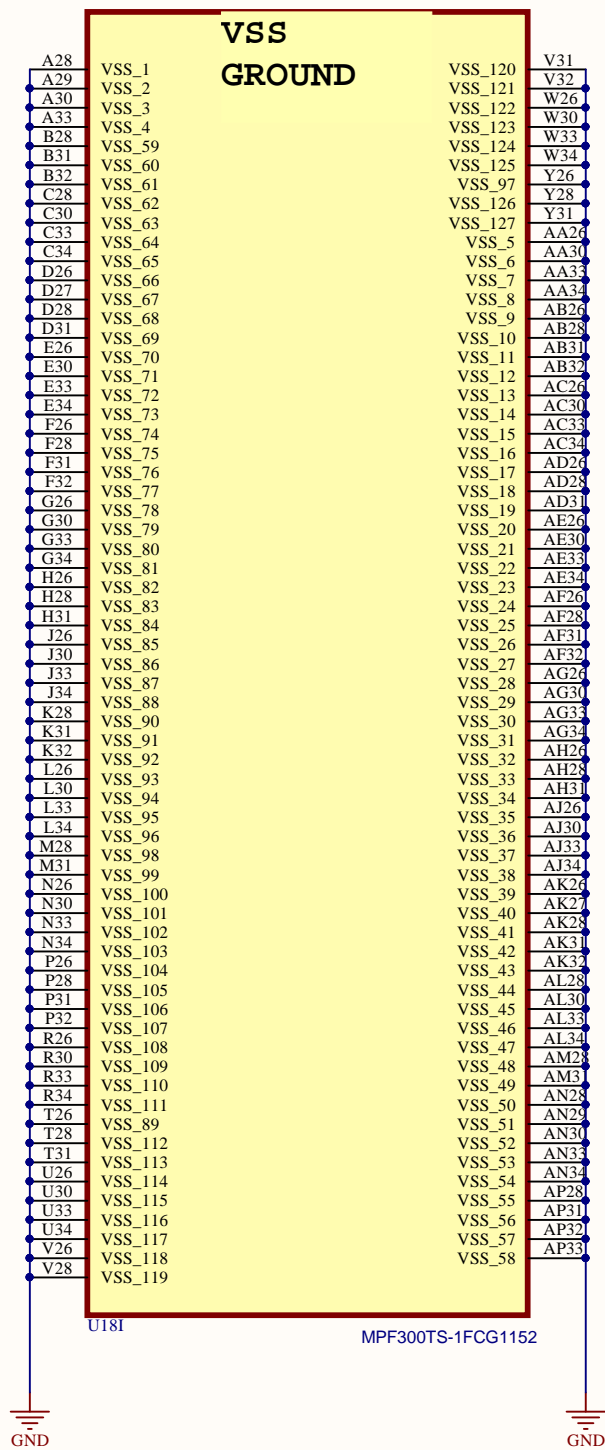 VSS
GROUND
A28 VSS_1 VSS_120 V31
A29 VSS_2 VSS_121 V32
A30 VSS_3 VSS_122 W26
A33 VSS_4 VSS_123 W30
B28 VSS_59 VSS_124 W33
B31 VSS_60 VSS_125 W34
B32 VSS_61 VSS_97 Y26
C28 VSS_62 VSS_126 Y28
C30 VSS_63 VSS_127 Y31
C33 VSS_64 VSS_5 AA26
C34 VSS_65 VSS_6 AA30
D26 VSS_66 VSS_7 AA33
D27 VSS_67 VSS_8 AA34
D28 VSS_68 VSS_9 AB26
D31 VSS_69 VSS_10 AB28
E26 VSS_70 VSS_11 AB31
E30 VSS_71 VSS_12 AB32
E33 VSS_72 VSS_13 AC26
E34 VSS_73 VSS_14 AC30
F26 VSS_74 VSS_15 AC33
F28 VSS_75 VSS_16 AC34
F31 VSS_76 VSS_17 AD26
F32 VSS_77 VSS_18 AD28
G26 VSS_78 VSS_19 AD31
G30 VSS_79 VSS_20 AE26
G33 VSS_80 VSS_21 AE30
G34 VSS_81 VSS_22 AE33
H26 VSS_82 VSS_23 AE34
H28 VSS_83 VSS_24 AF26
H31 VSS_84 VSS_25 AF28
J26 VSS_85 VSS_26 AF31
J30 VSS_86 VSS_27 AF32
J33 VSS_87 VSS_28 AG26
J34 VSS_88 VSS_29 AG30
K28 VSS_90 VSS_30 AG33
K31 VSS_91 VSS_31 AG34
K32 VSS_92 VSS_32 AH26
L26 VSS_93 VSS_33 AH28
L30 VSS_94 VSS_34 AH31
L33 VSS_95 VSS_35 AJ26
L34 VSS_96 VSS_36 AJ30
M28 VSS_98 VSS_37 AJ33
M31 VSS_99 VSS_38 AJ34
N26 VSS_100 VSS_39 AK26
N30 VSS_101 VSS_40 AK27
N33 VSS_102 VSS_41 AK28
N34 VSS_103 VSS_42 AK31
P26 VSS_104 VSS_43 AK32
P28 VSS_105 VSS_44 AL28
P31 VSS_106 VSS_45 AL30
P32 VSS_107 VSS_46 AL33
R26 VSS_108 VSS_47 AL34
R30 VSS_109 VSS_48 AM28
R33 VSS_110 VSS_49 AM31
R34 VSS_111 VSS_50 AN28
T26 VSS_89 VSS_51 AN29
T28 VSS_112 VSS_52 AN30
T31 VSS_113 VSS_53 AN33
U26 VSS_114 VSS_54 AN34
U30 VSS_115 VSS_55 AP28
U33 VSS_116 VSS_56 AP31
U34 VSS_117 VSS_57 AP32
V26 VSS_118 VSS_58 AP33
V28 VSS_119
U18I
MPF300TS-1FCG1152
GND GND